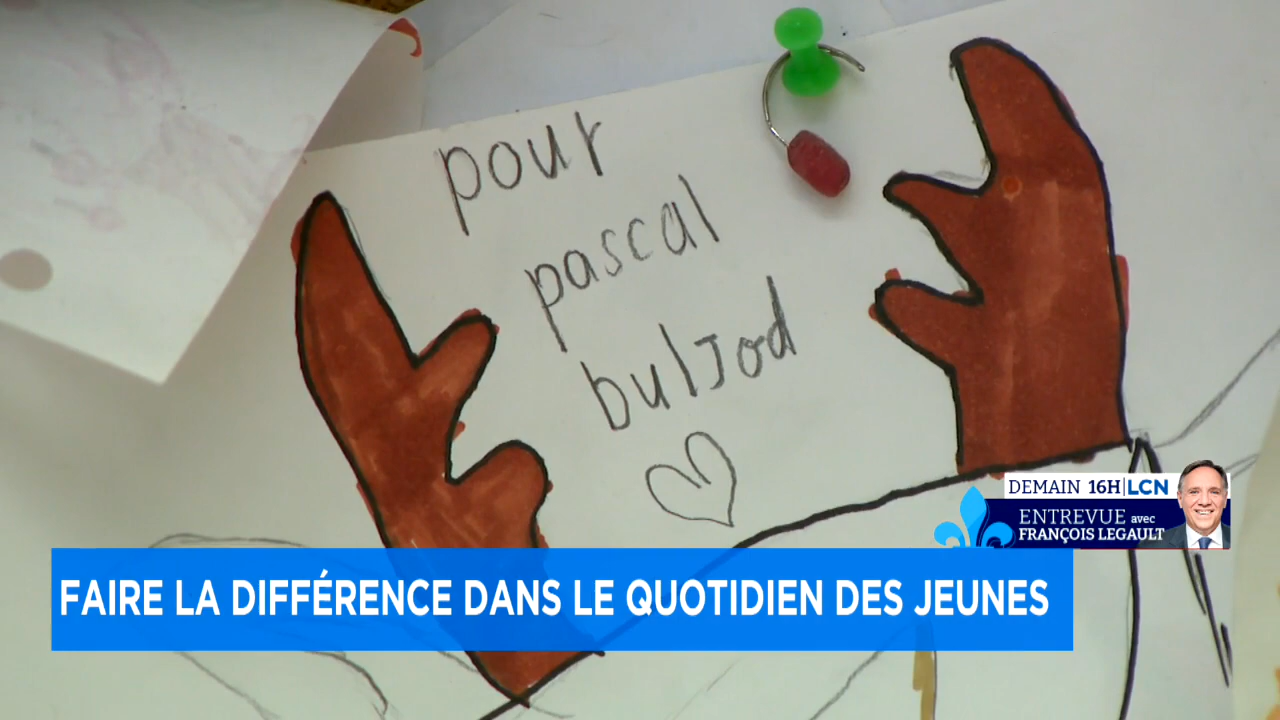 pour
pascal
bulJod
DEMAIN 16H|LCN
ENTREVUE avec
FRANÇOIS LEGAULT
FAIRE LA DIFFÉRENCE DANS LE QUOTIDIEN DES JEUNES